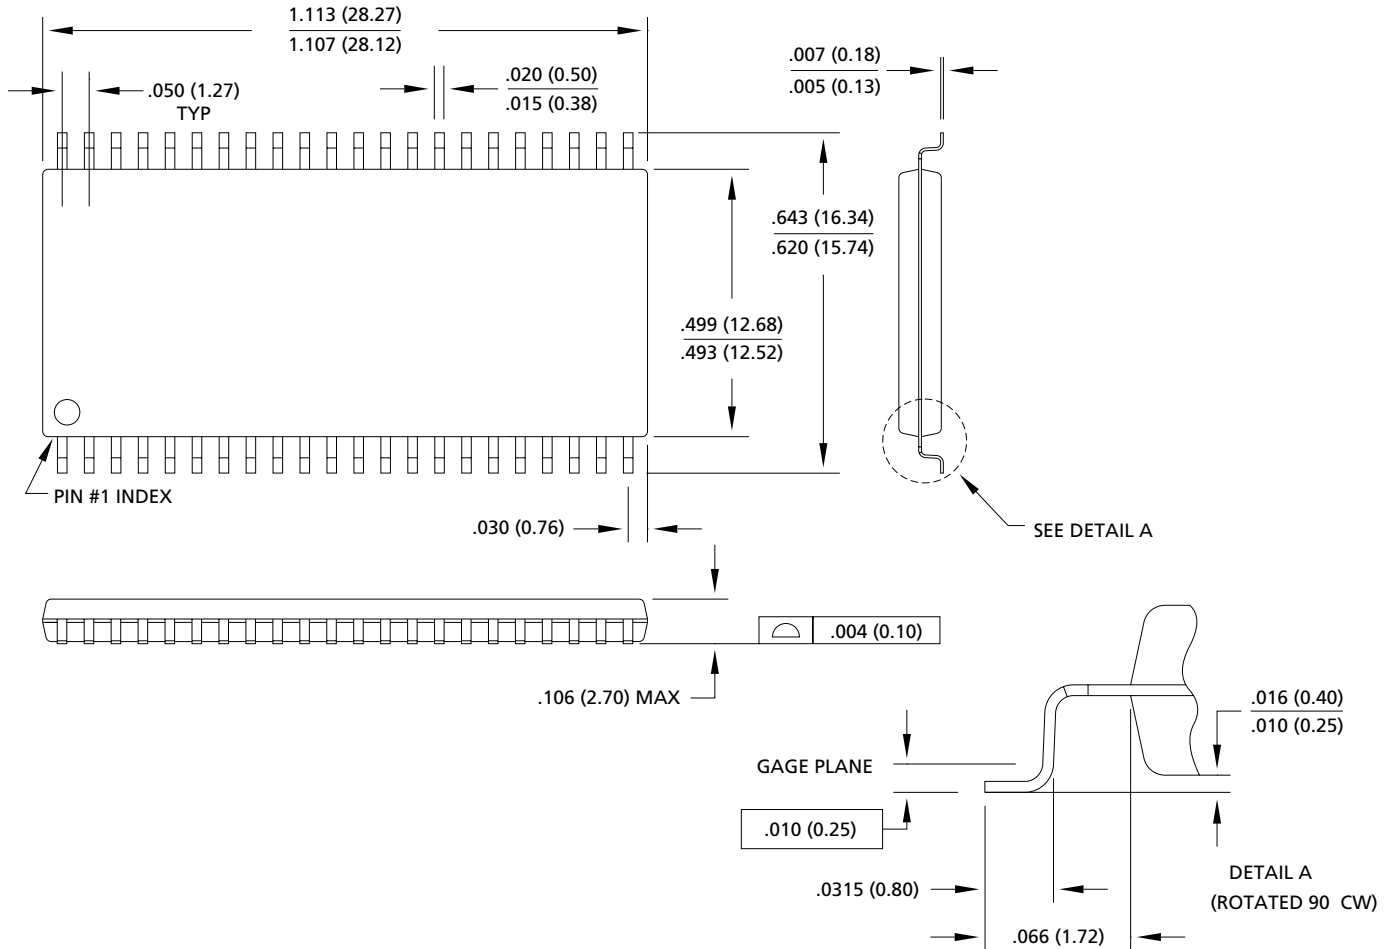 1.113 (28.27)
1.107 (28.12)
.007 (0.18)
.005 (0.13)
.050 (1.27)
TYP
.020 (0.50)
.015 (0.38)
.643 (16.34)
.620 (15.74)
.499 (12.68)
.493 (12.52)
PIN #1 INDEX
.030 (0.76)
SEE DETAIL A
.004 (0.10)
.106 (2.70) MAX
.016 (0.40)
.010 (0.25)
GAGE PLANE
.010 (0.25)
DETAIL A
(ROTATED 90 CW)
.0315 (0.80)
.066 (1.72)